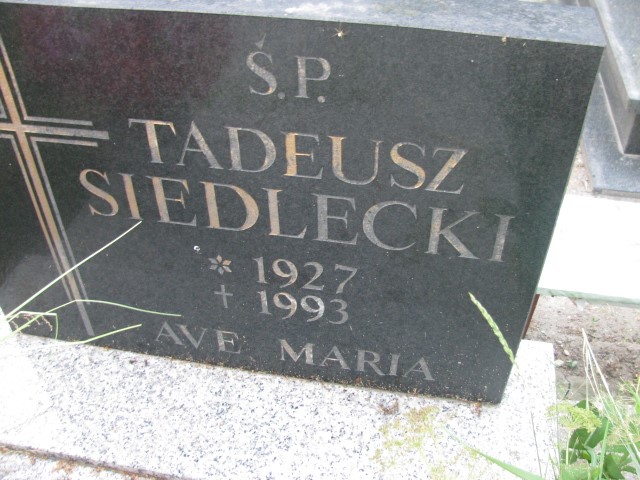 Ś.P.
TADEUSZ
SIEDLECKI
* 1927
† 1993
AVE MARIA